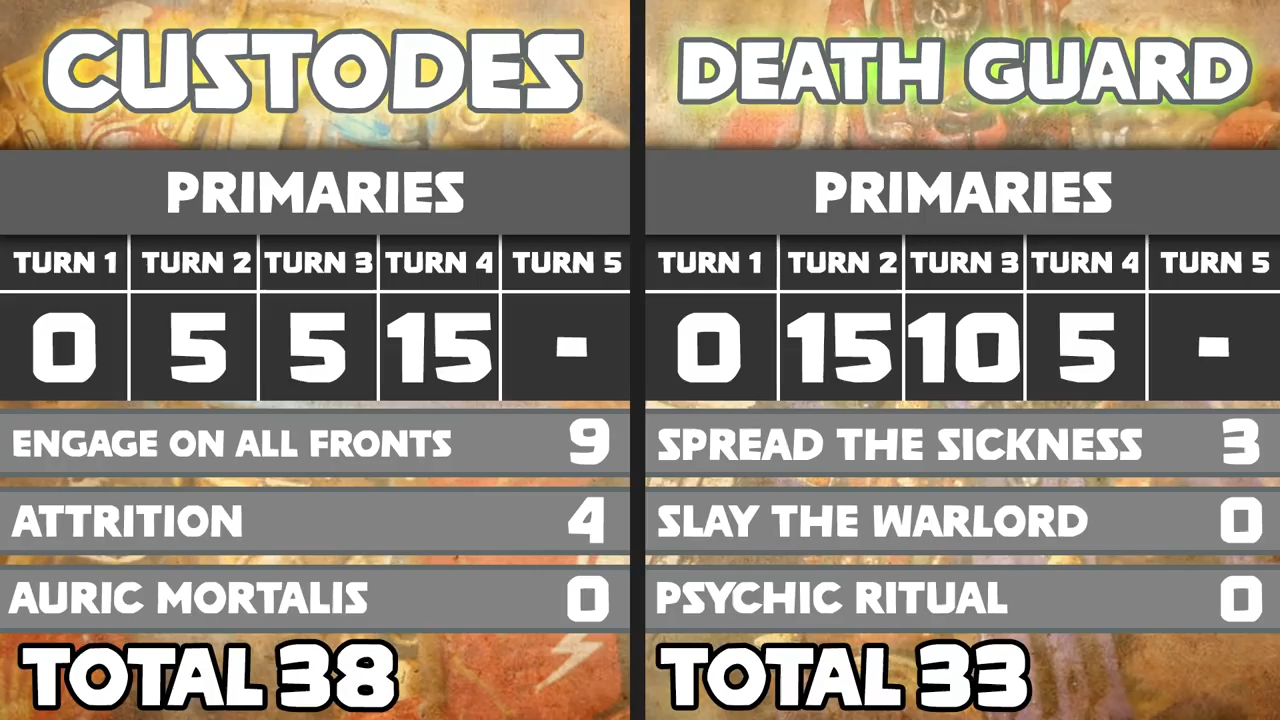 CUSTODES
PRIMARIES
TURN 1 TURN 2 TURN 3 TURN 4 TURN 5
0 5 5 15 -
ENGAGE ON ALL FRONTS 9
ATTRITION 4
AURIC MORTALIS 0
TOTAL 38
DEATH GUARD
PRIMARIES
TURN 1 TURN 2 TURN 3 TURN 4 TURN 5
0 15 10 5 -
SPREAD THE SICKNESS 3
SLAY THE WARLORD 0
PSYCHIC RITUAL 0
TOTAL 33